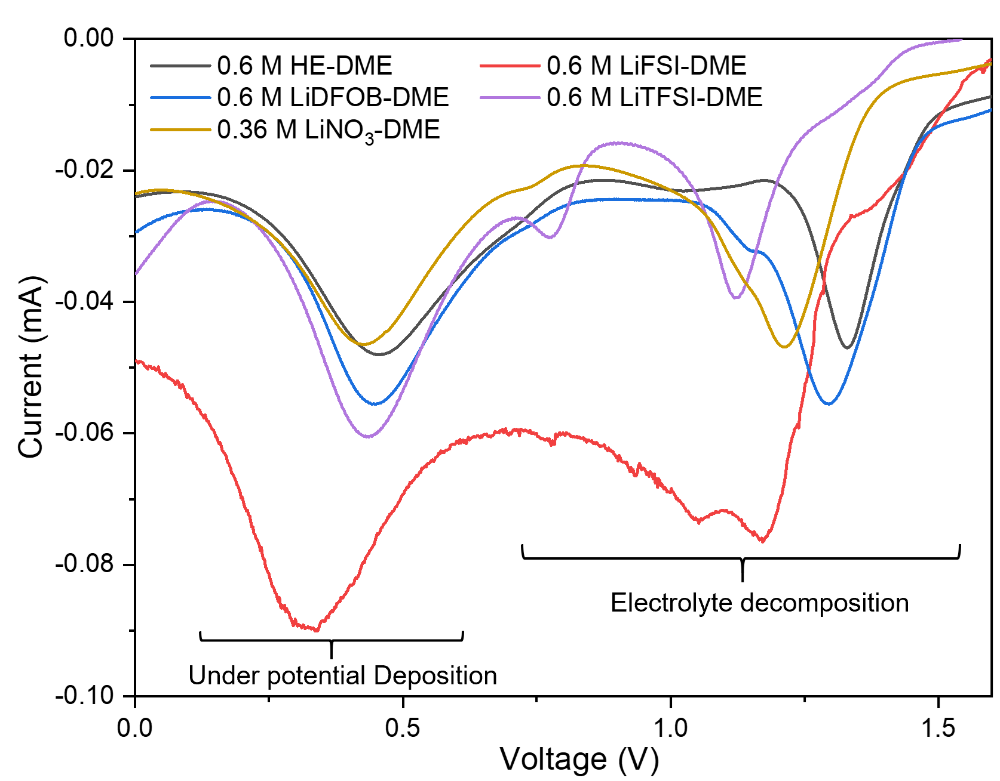 0.00
-0.02
-0.04
-0.06
-0.08
-0.10
Current (mA)
0.6 M HE-DME
0.6 M LiFSI-DME
0.6 M LiDFOB-DME
0.6 M LiTFSI-DME
0.36 M LiNO₃-DME
Electrolyte decomposition
Under potential Deposition
0.0
0.5
1.0
1.5
Voltage (V)